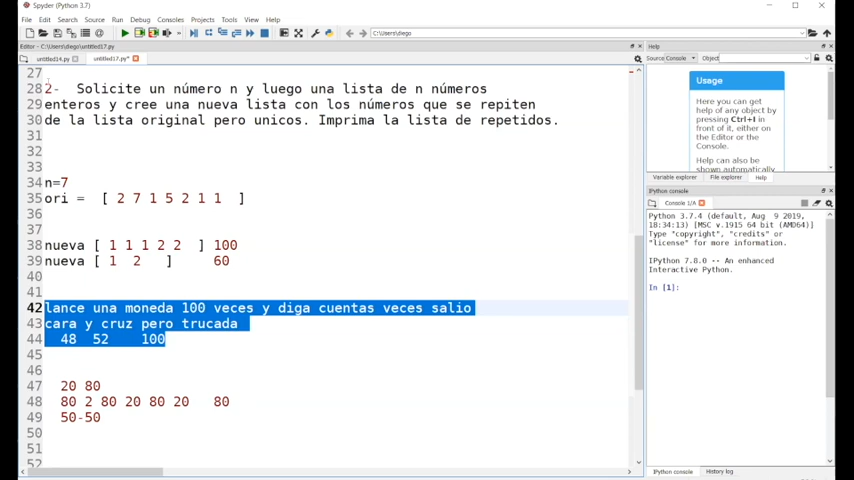 Spyder (Python 3.7)
File Edit Search Source Run Debug Consoles Projects Tools View Help
C:\Users\diego
Editor - C:\Users\diego\untitled17.py
untitled14.py untitled17.py*
27
28 2- Solicite un número n y luego una lista de n números
29 enteros y cree una nueva lista con los números que se repiten
30 de la lista original pero unicos. Imprima la lista de repetidos.
31
32
33
34 n=7
35 ori = [ 2 7 1 5 2 1 1 ]
36
37
38 nueva [ 1 1 1 2 2 ] 100
39 nueva [ 1 2 ] 60
40
41
42 lance una moneda 100 veces y diga cuentas veces salio
43 cara y cruz pero trucada
44 48 52 100
45
46
47 20 80
48 80 2 80 20 80 20 80
49 50-50
50
51
52
Help
Source Console Object
Usage
Here you can get
help of any object by
pressing Ctrl+I in
front of it, either on
the Editor or the
Console.
Help can also be
shown automatically
Variable explorer File explorer Help
IPython console
Console 1/A
Python 3.7.4 (default, Aug 9 2019,
18:34:13) [MSC v.1915 64 bit (AMD64)]
Type "copyright", "credits" or
"license" for more information.
IPython 7.8.0 -- An enhanced
Interactive Python.
In [1]:
IPython console History log